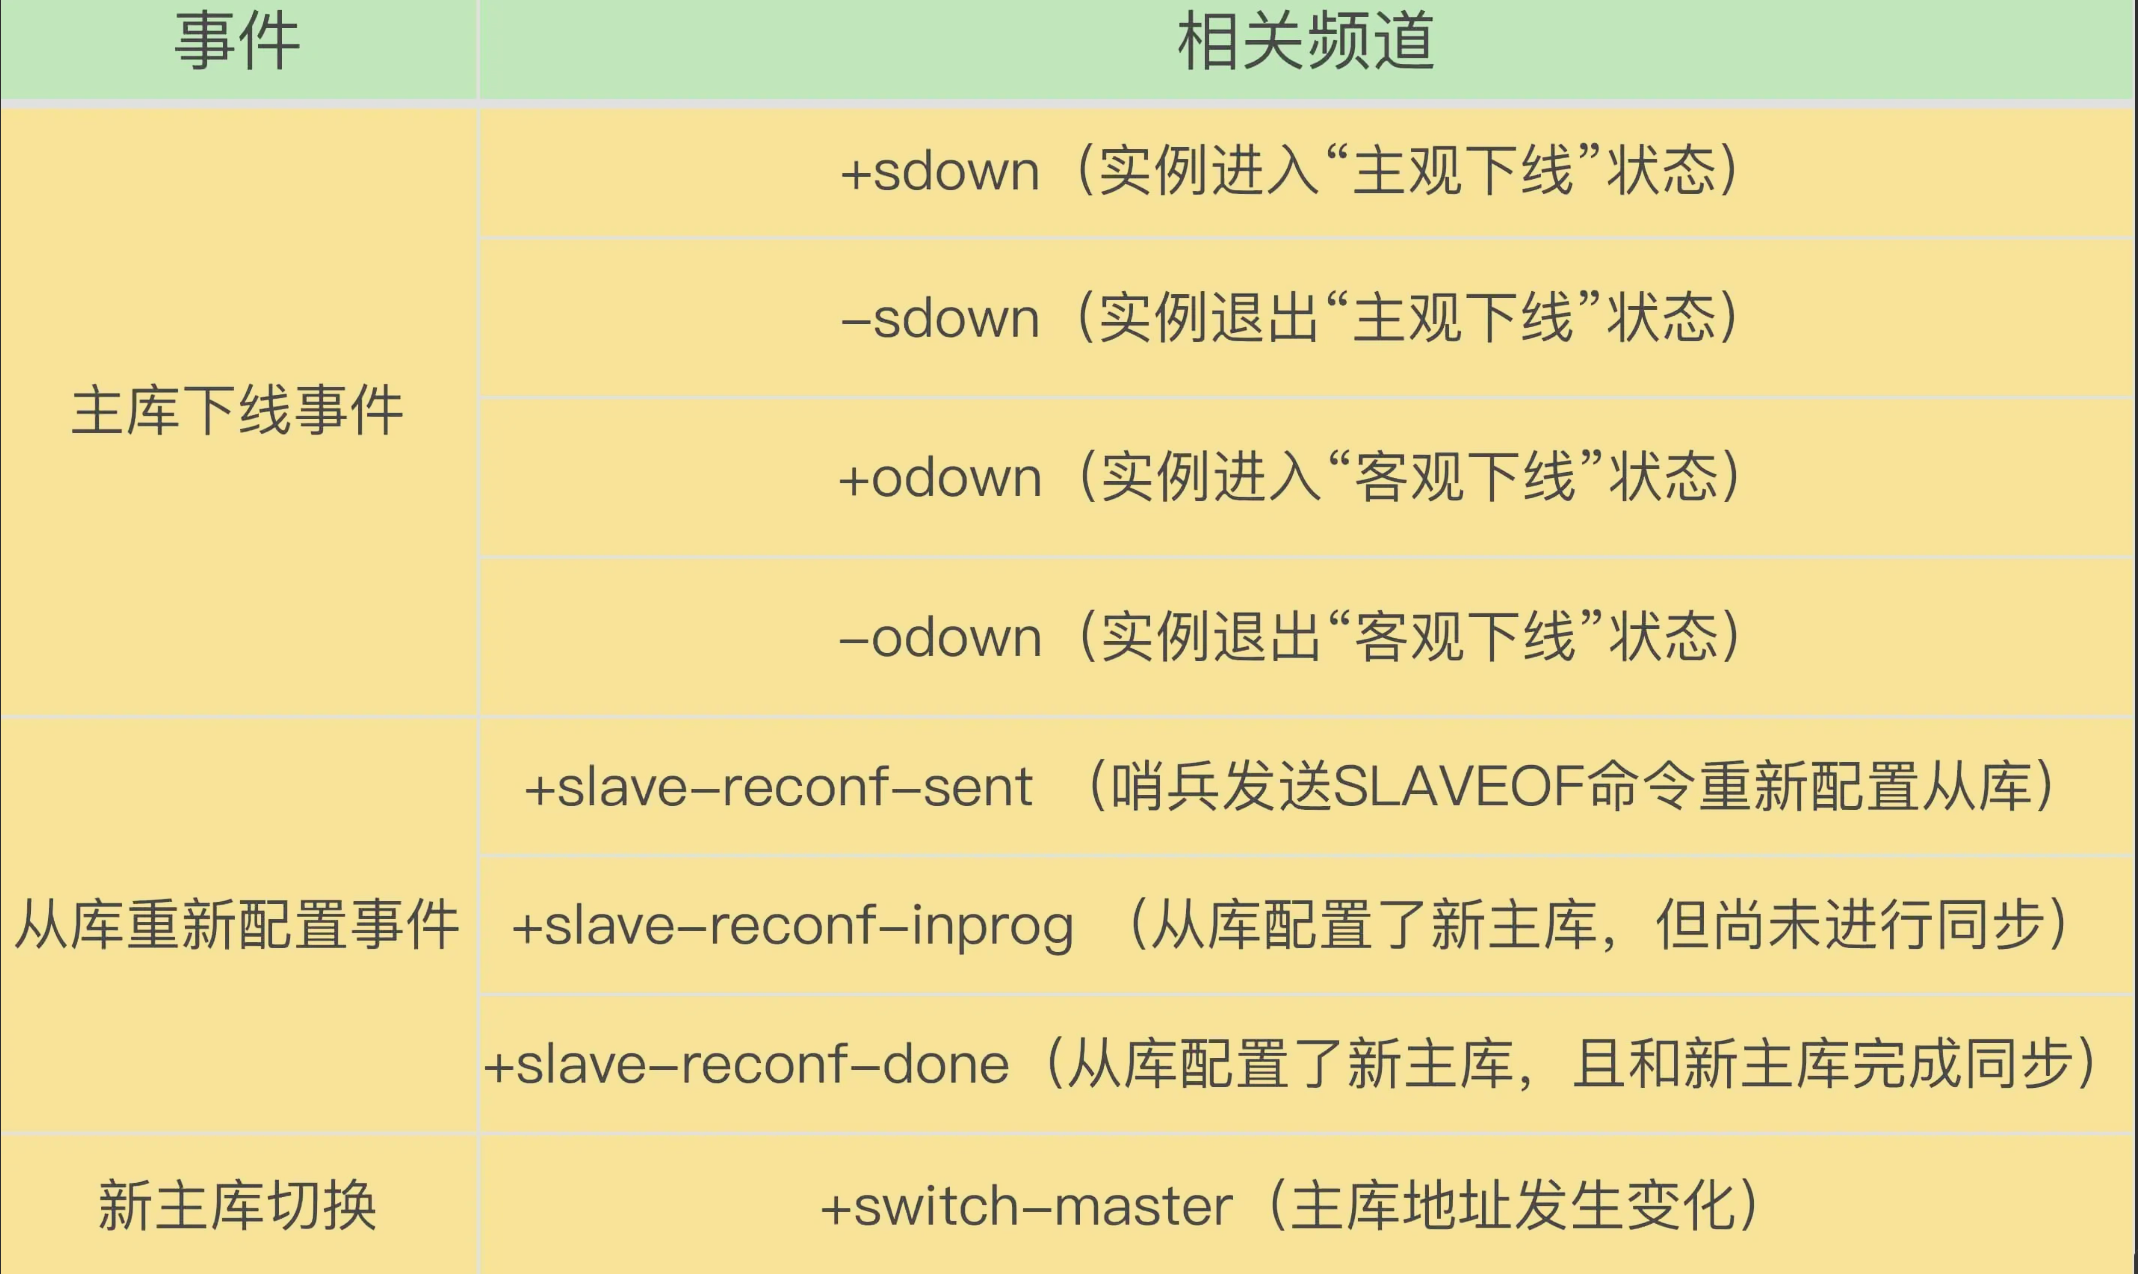 事件
相关频道
主库下线事件
+sdown（实例进入“主观下线”状态）
-sdown（实例退出“主观下线”状态）
+odown（实例进入“客观下线”状态）
-odown（实例退出“客观下线”状态）
从库重新配置事件
+slave-reconf-sent （哨兵发送SLAVEOF命令重新配置从库）
+slave-reconf-inprog （从库配置了新主库，但尚未进行同步）
+slave-reconf-done（从库配置了新主库，且和新主库完成同步）
新主库切换
+switch-master（主库地址发生变化）